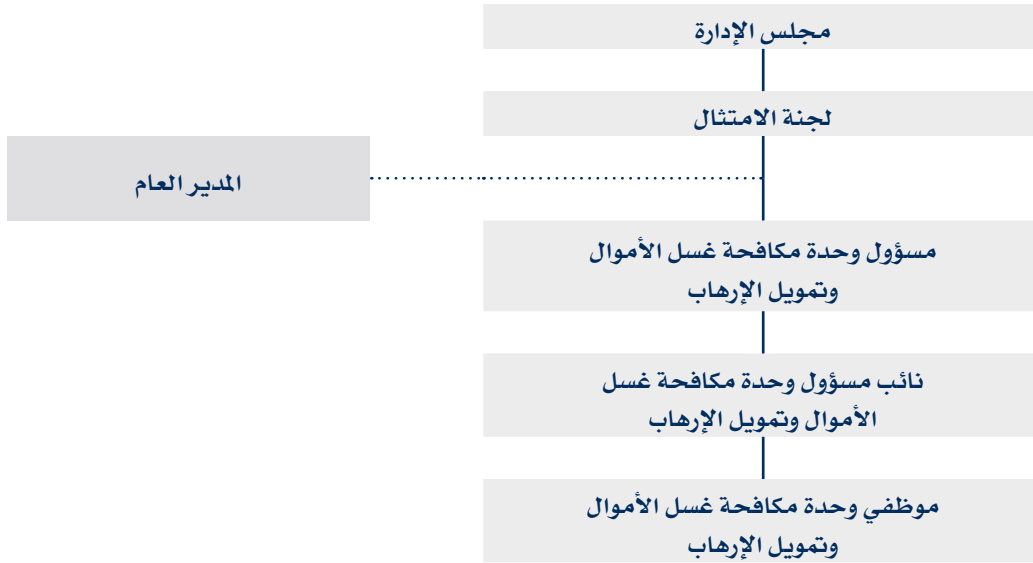 مجلس الإدارة
لجنة الامتثال
المدير العام
مسؤول وحدة مكافحة غسل الأموال
وتمويل الإرهاب
نائب مسؤول وحدة مكافحة غسل
الأموال وتمويل الإرهاب
موظفي وحدة مكافحة غسل الأموال
وتمويل الإرهاب